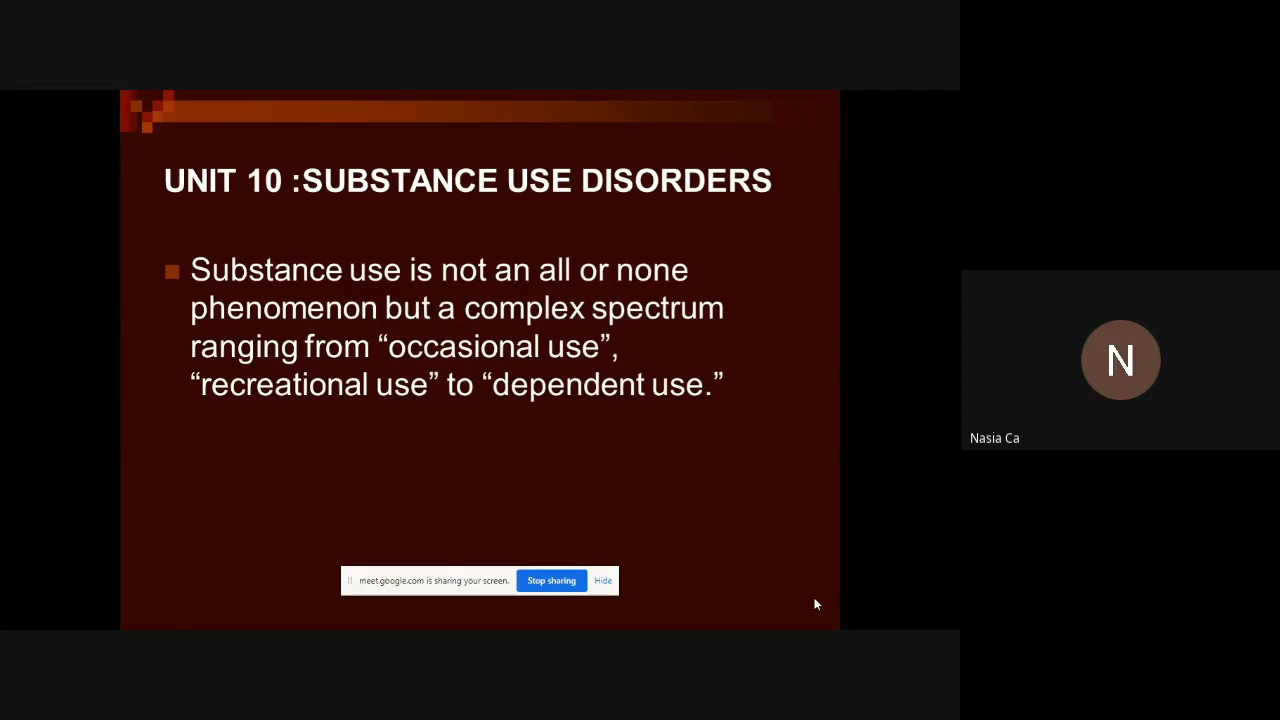 UNIT 10 :SUBSTANCE USE DISORDERS
Substance use is not an all or none
phenomenon but a complex spectrum
ranging from “occasional use”,
“recreational use” to “dependent use.”
meet.google.com is sharing your screen. Stop sharing Hide
N
Nasia Ca